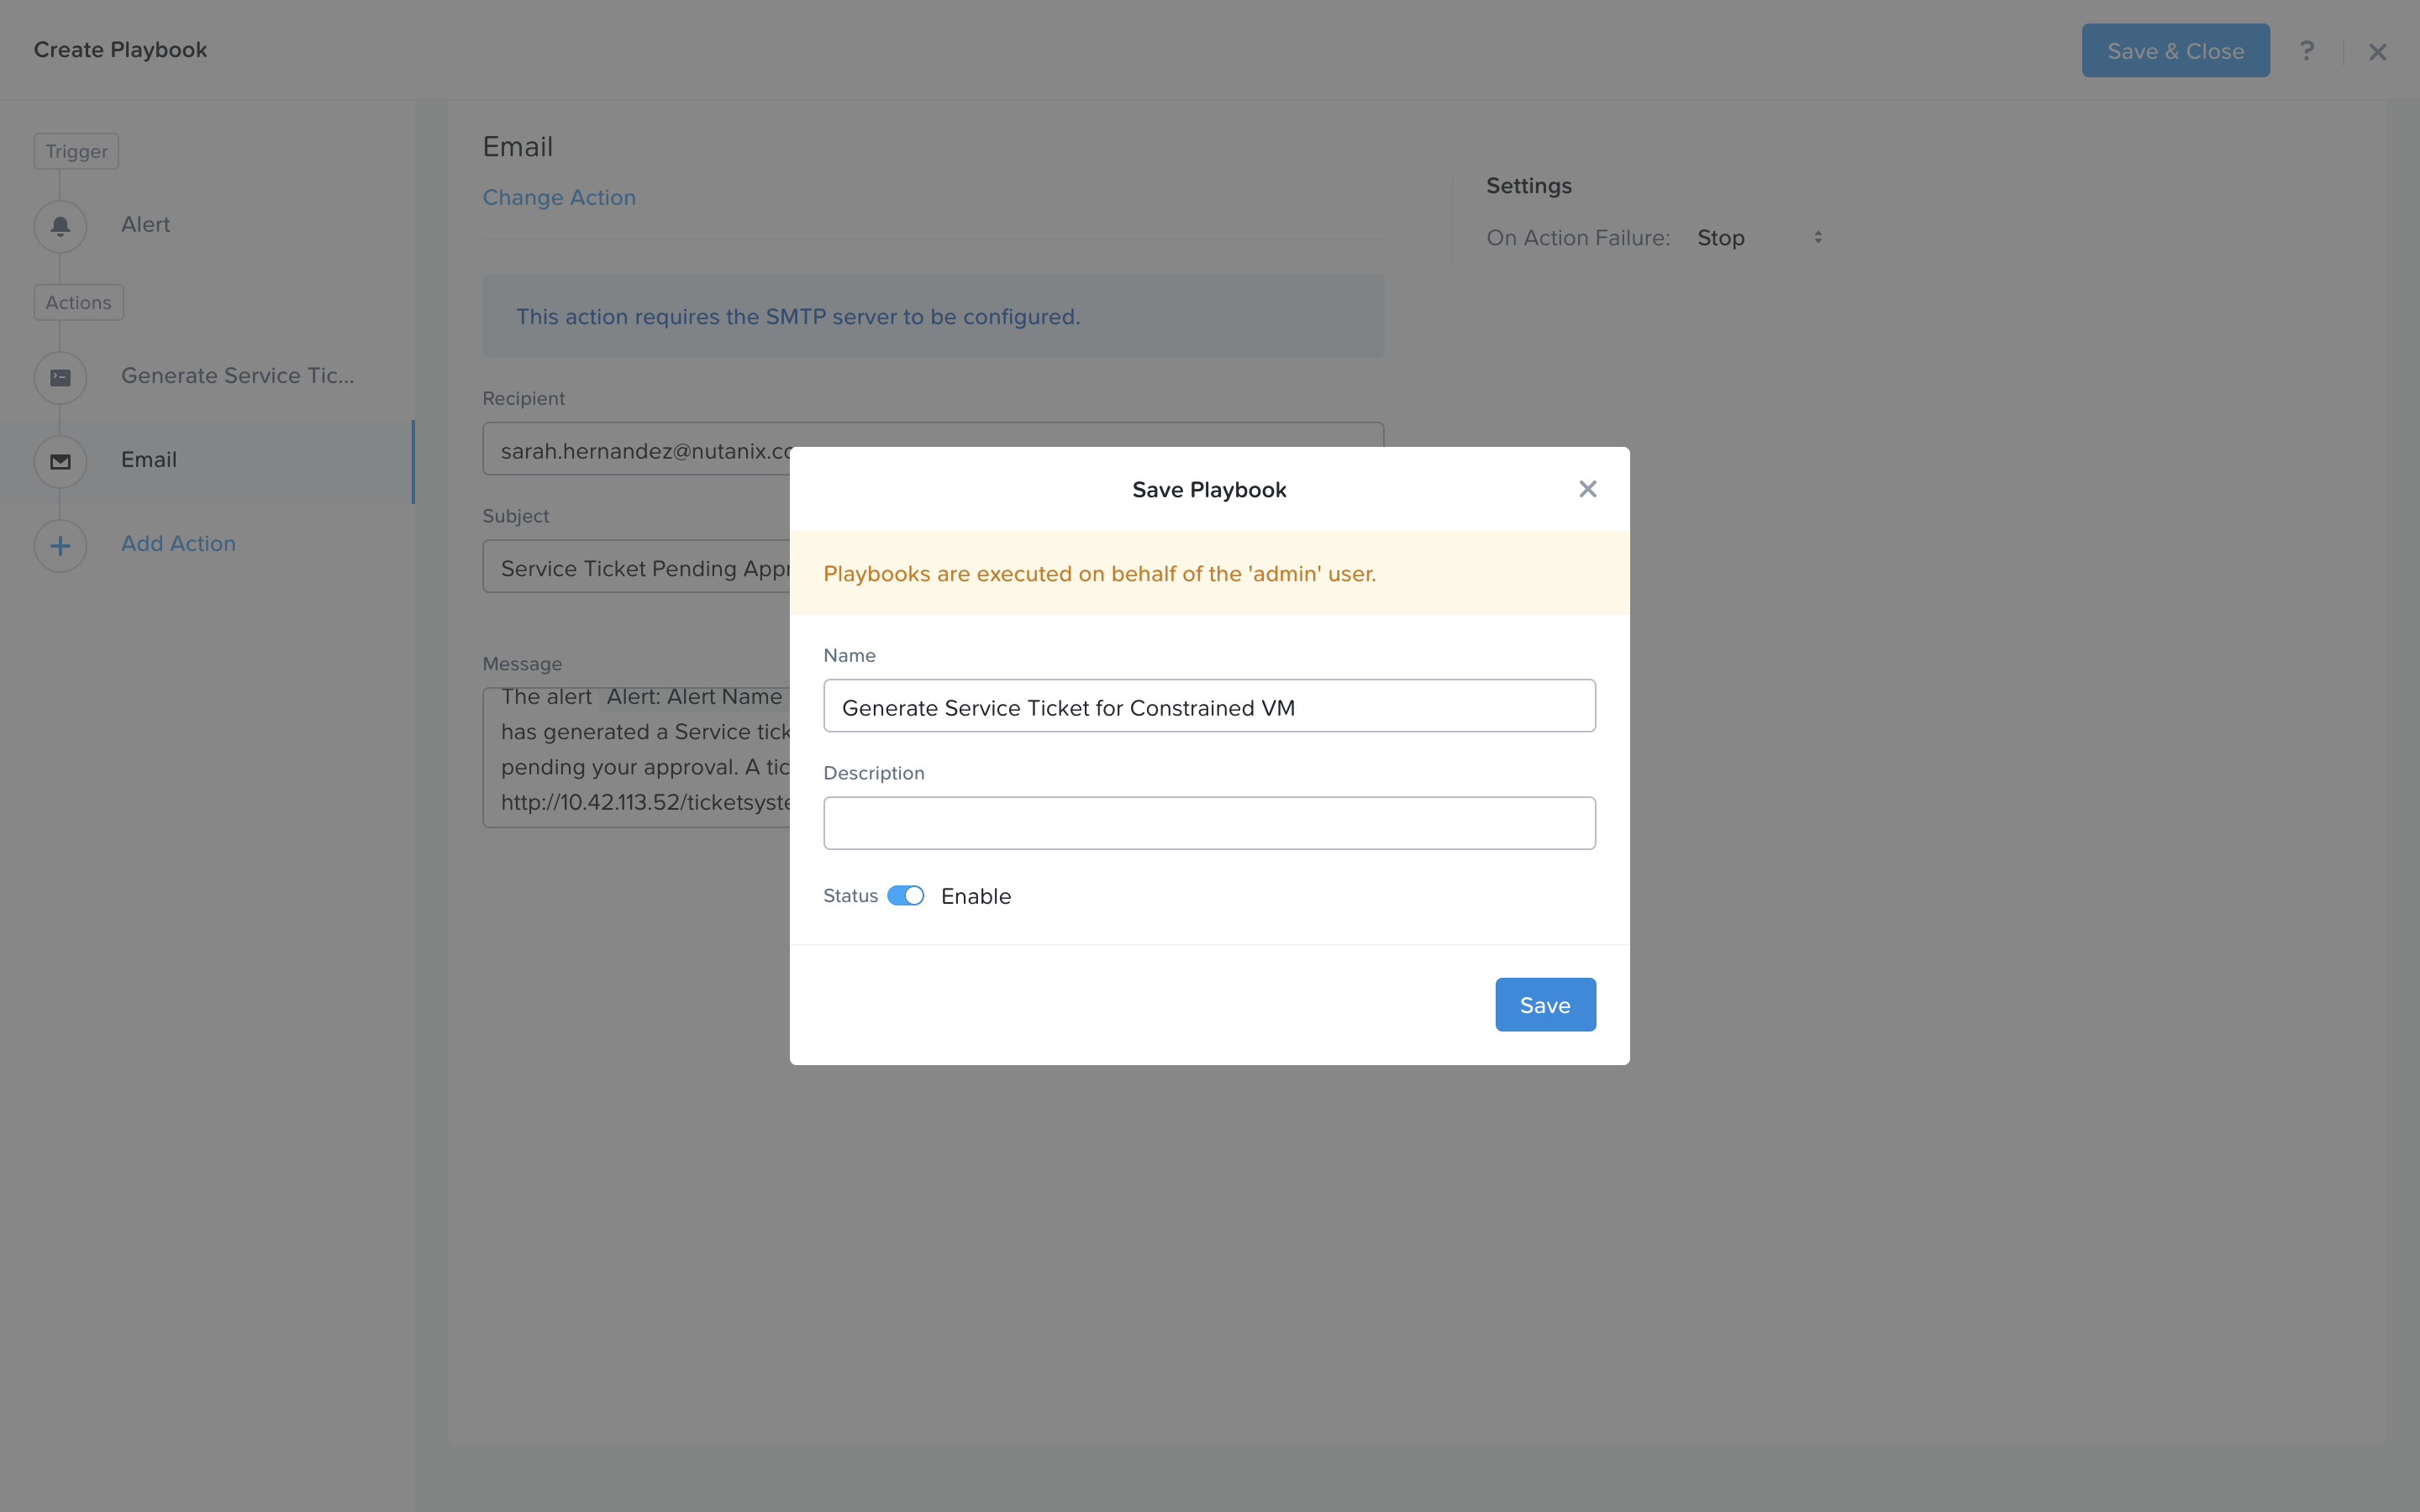 Create Playbook
Save & Close
?
Trigger
Alert
Actions
Generate Service Tic...
Email
Add Action
Email
Change Action
This action requires the SMTP server to be configured.
Recipient
sarah.hernandez@nutanix.co
Subject
Service Ticket Pending Appr
Message
The alert Alert: Alert Name
has generated a Service tick
pending your approval. A tic
http://10.42.113.52/ticketsyste
Settings
On Action Failure: Stop
Save Playbook
Playbooks are executed on behalf of the 'admin' user.
Name
Generate Service Ticket for Constrained VM
Description
Status Enable
Save